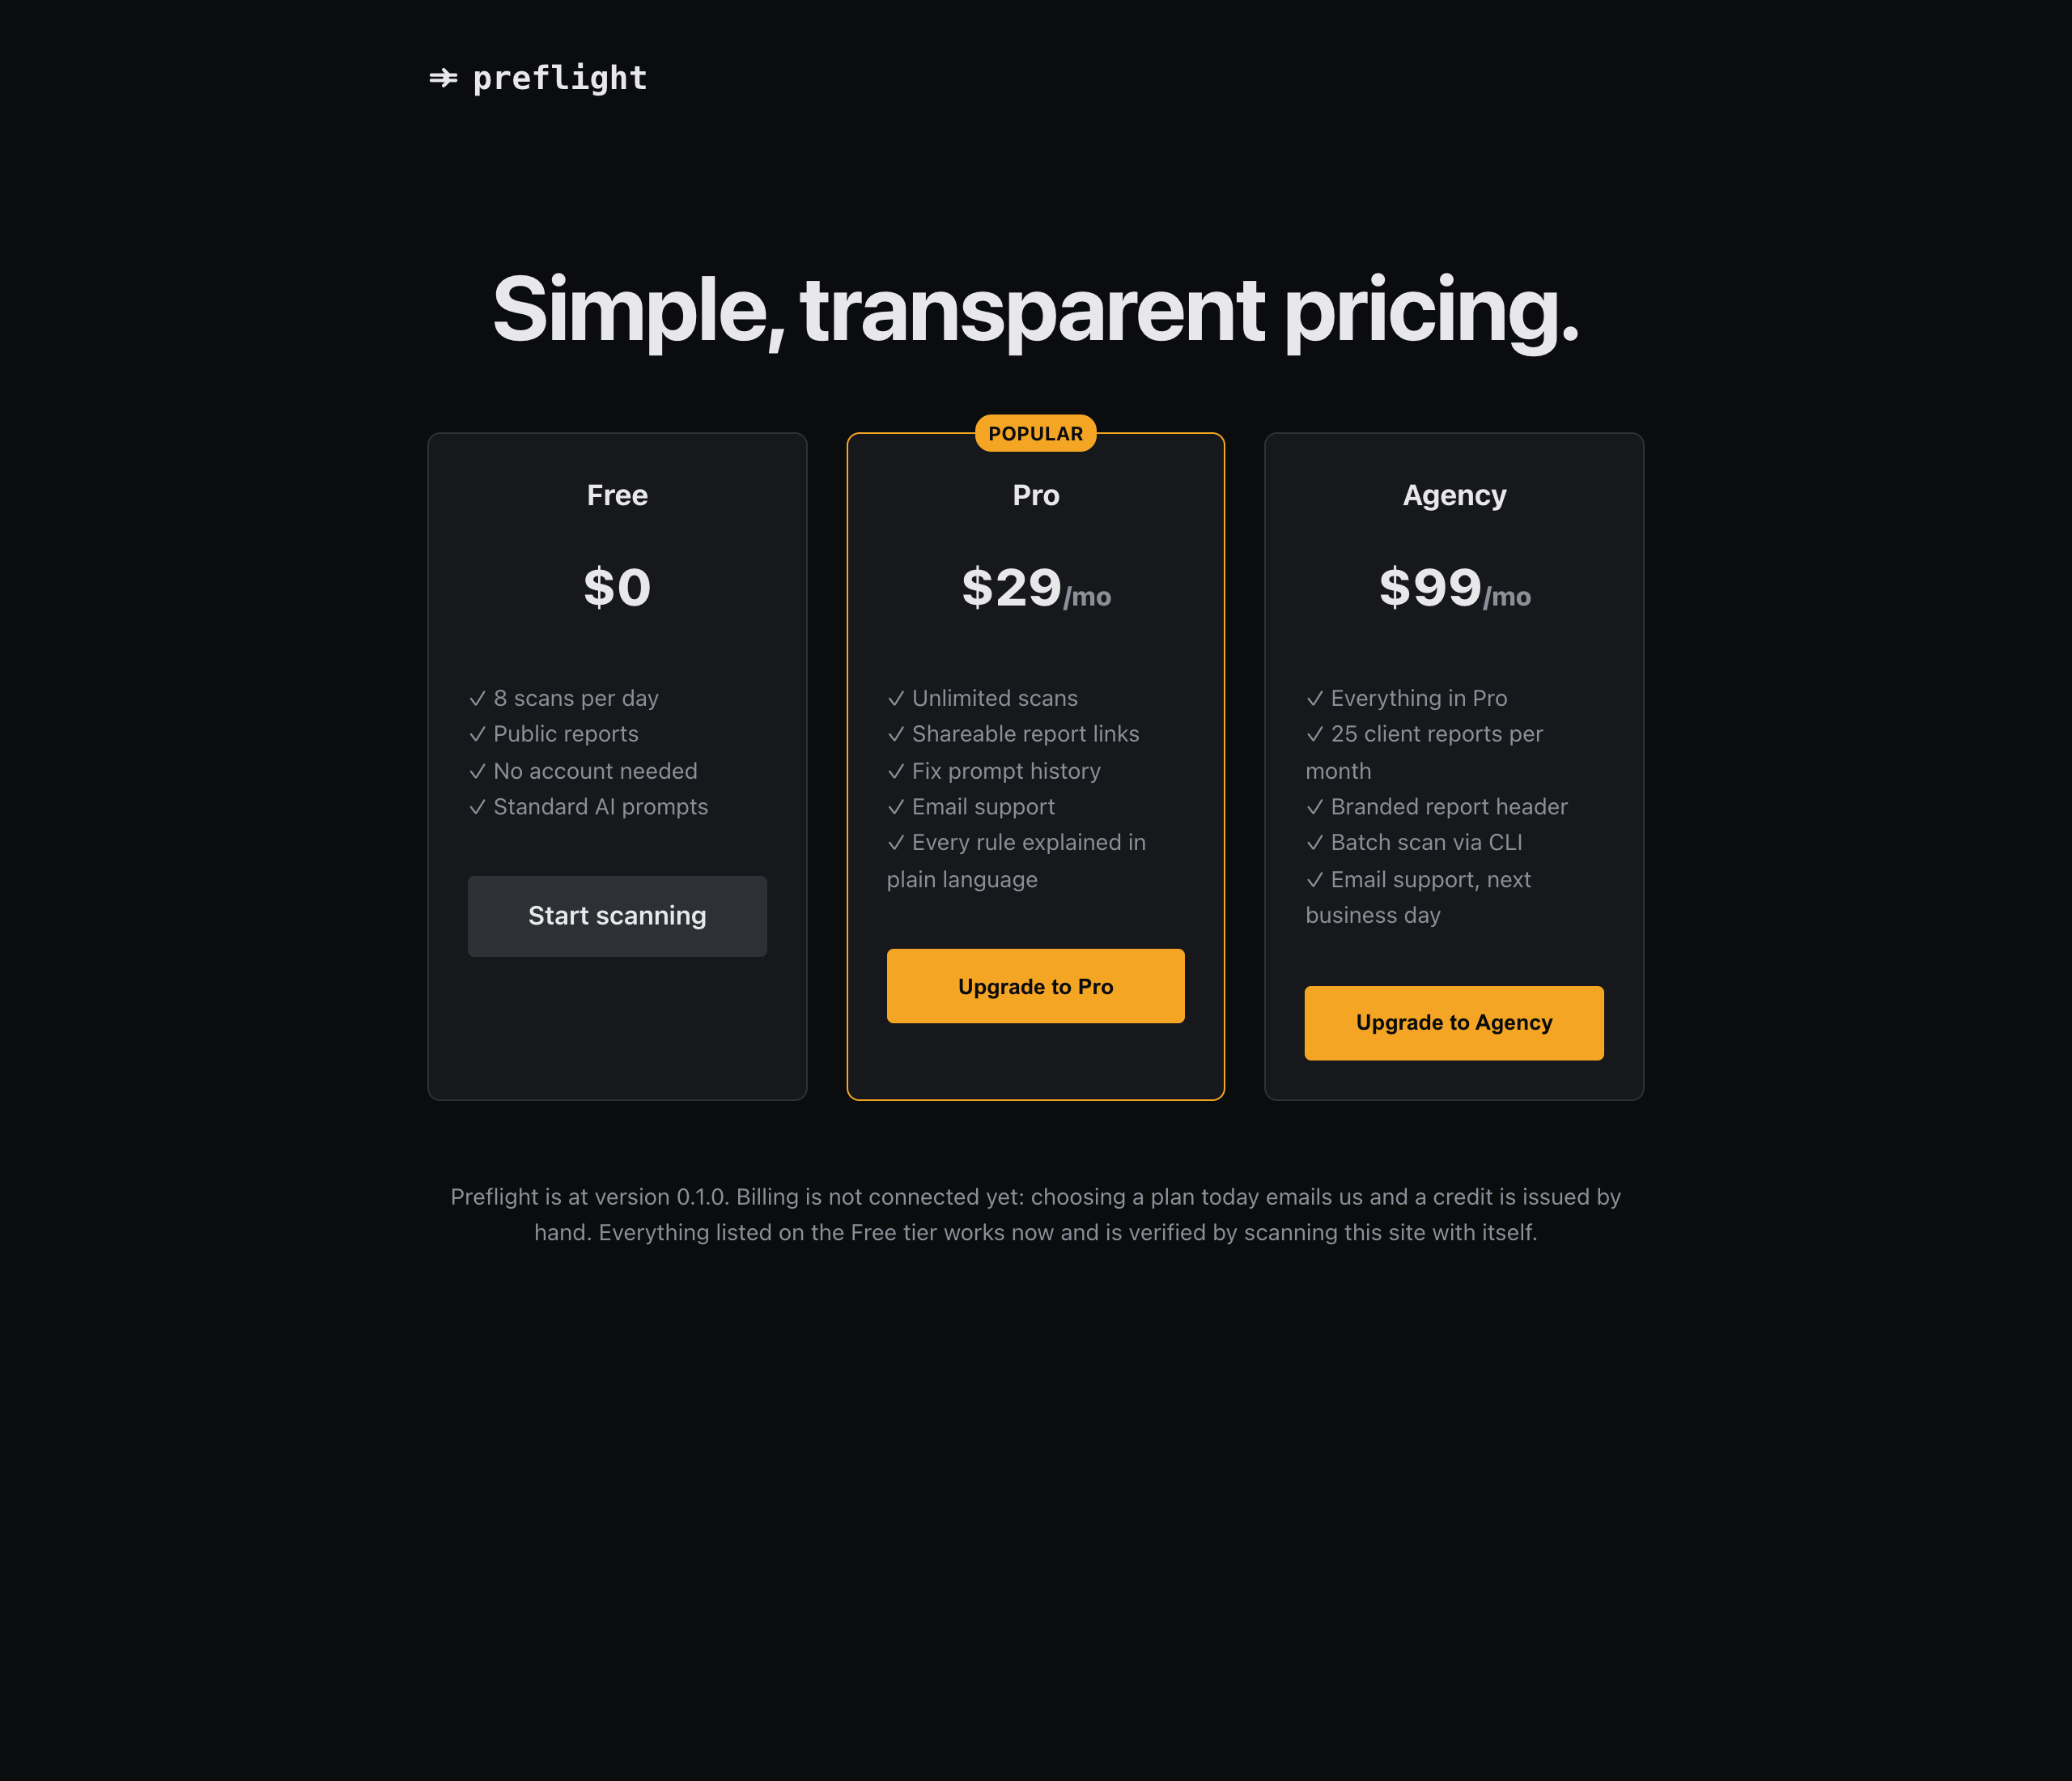 preflight
Simple, transparent pricing.
Free
$0
✓ 8 scans per day
✓ Public reports
✓ No account needed
✓ Standard AI prompts
Start scanning
POPULAR
Pro
$29/mo
✓ Unlimited scans
✓ Shareable report links
✓ Fix prompt history
✓ Email support
✓ Every rule explained in
plain language
Upgrade to Pro
Agency
$99/mo
✓ Everything in Pro
✓ 25 client reports per
month
✓ Branded report header
✓ Batch scan via CLI
✓ Email support, next
business day
Upgrade to Agency
Preflight is at version 0.1.0. Billing is not connected yet: choosing a plan today emails us and a credit is issued by
hand. Everything listed on the Free tier works now and is verified by scanning this site with itself.